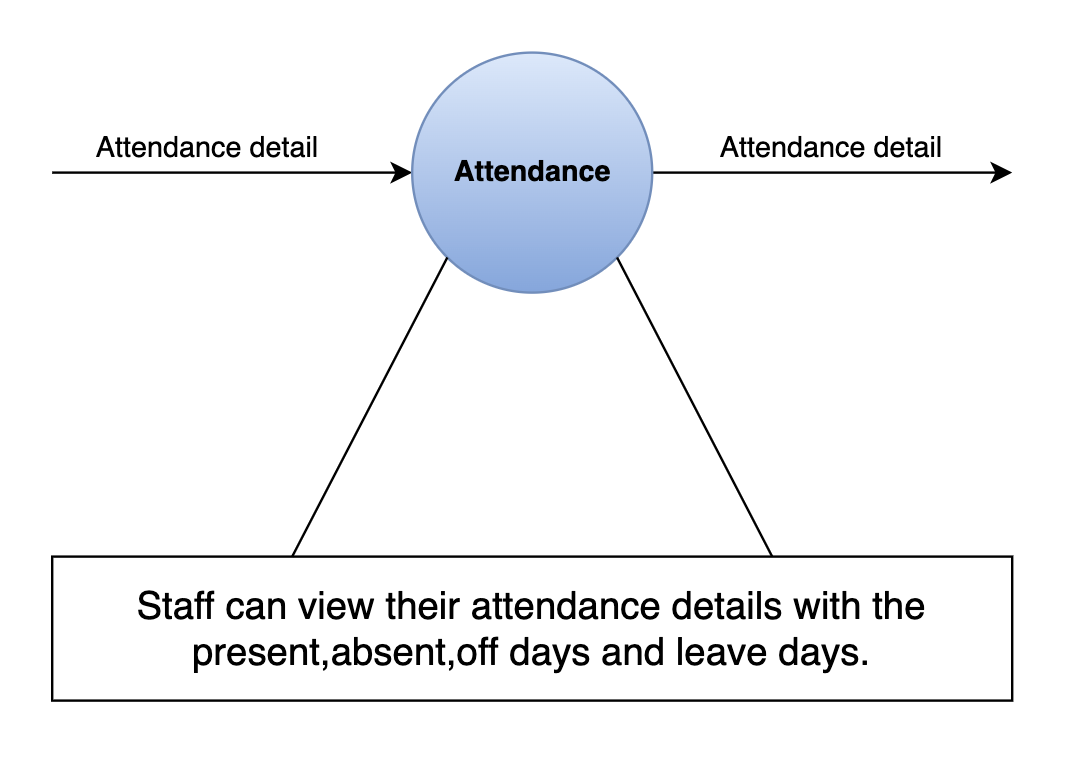 Attendance detail
Attendance
Attendance detail
Staff can view their attendance details with the
present,absent,off days and leave days.